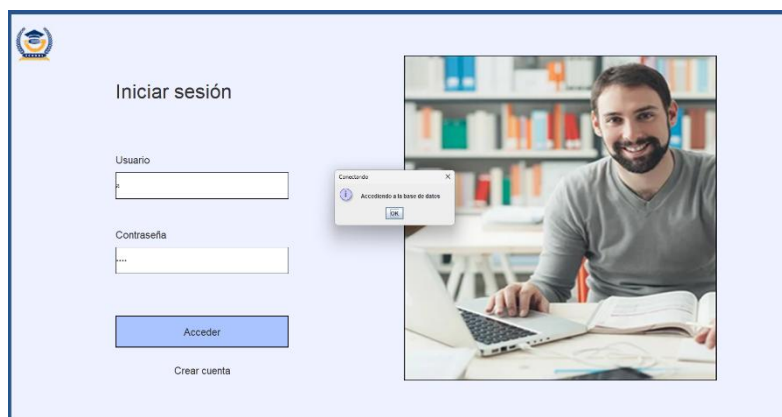 Iniciar sesión
Usuario
a
Conectando
Accediendo a la base de datos
OK
Contraseña
....
Acceder
Crear cuenta